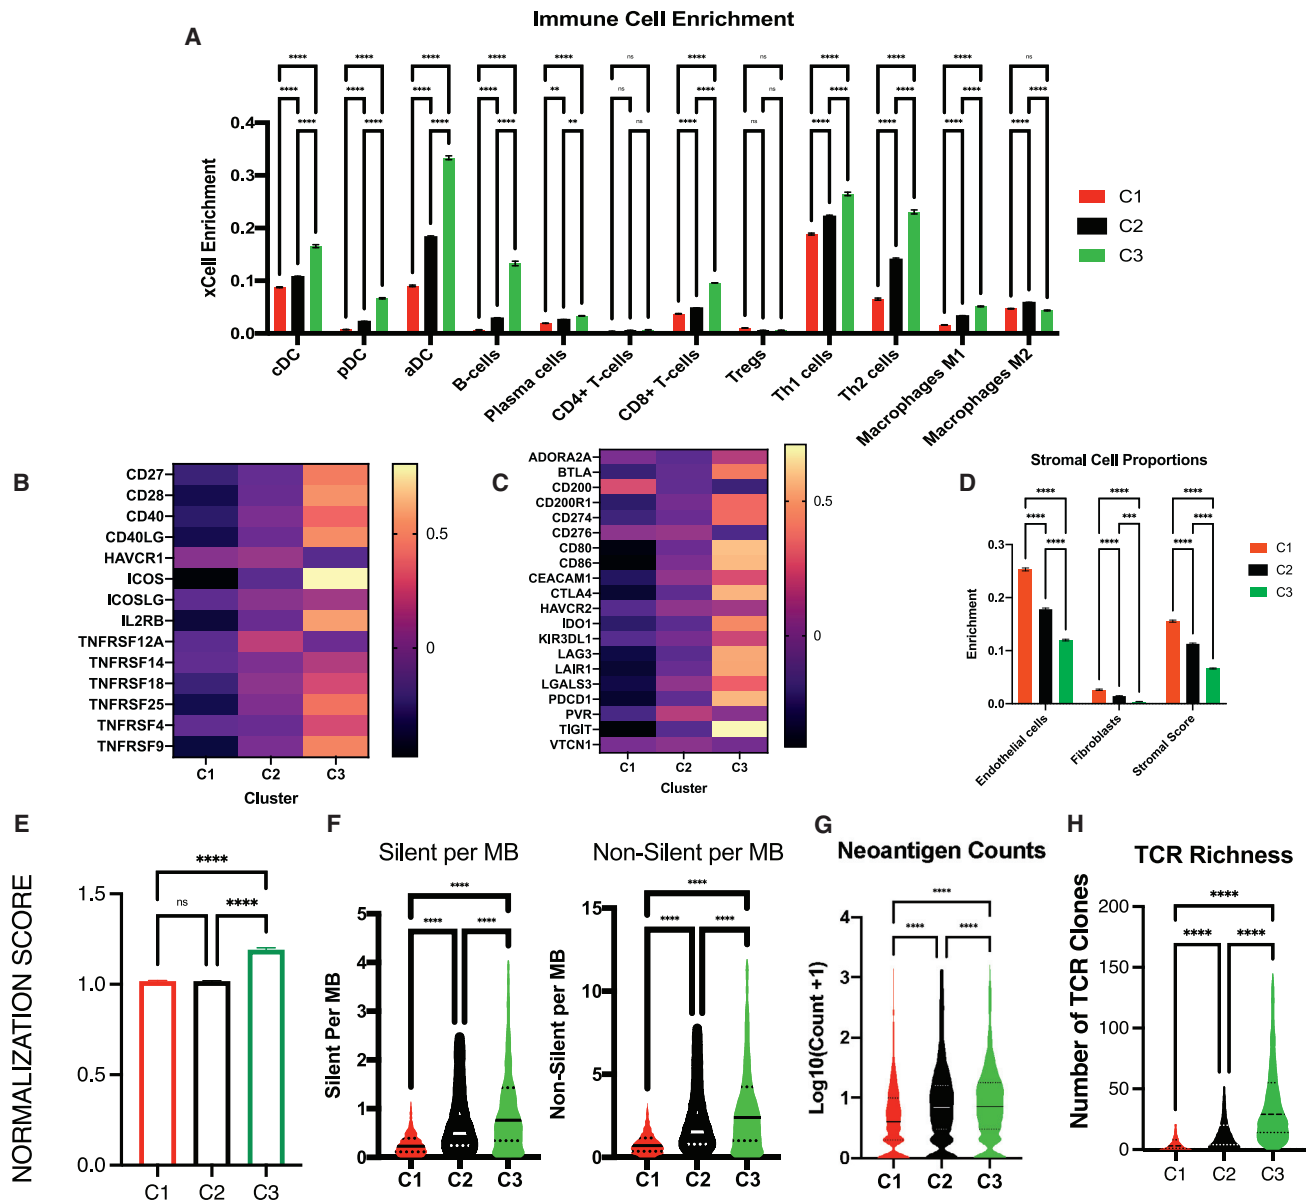 Immune Cell Enrichment
A
**** **** **** **** **** ns **** ns **** **** **** ns
**** **** **** **** ** ns **** ns **** **** **** ****
**** **** **** **** ** ns **** ns **** **** **** ****
xCell Enrichment
0.4
0.3
0.2
0.1
0.0
C1
C2
C3
cDC
pDC
aDC
B-cells
Plasma cells
CD4+ T-cells
CD8+ T-cells
Tregs
Th1 cells
Th2 cells
Macrophages M1
Macrophages M2
B
CD27
CD28
CD40
CD40LG
HAVCR1
ICOS
ICOSLG
IL2RB
TNFRSF12A
TNFRSF14
TNFRSF18
TNFRSF25
TNFRSF4
TNFRSF9
C1 C2 C3
Cluster
0.5
0
C
ADORA2A
BTLA
CD200
CD200R1
CD274
CD276
CD80
CD86
CEACAM1
CTLA4
HAVCR2
IDO1
KIR3DL1
LAG3
LAIR1
LGALS3
PDCD1
PVR
TIGIT
VTCN1
C1 C2 C3
Cluster
0.5
0
Stromal Cell Proportions
D
**** **** ****
**** **** *** **** ****
****
Enrichment
0.3
0.2
0.1
0.0
C1
C2
C3
Endothelial cells
Fibroblasts
Stromal Score
E
NORMALIZATION SCORE
****
ns ****
1.5
1.0
0.5
0.0
C1 C2 C3
F
Silent per MB
****
**** ****
Silent Per MB
5
4
3
2
1
0
C1 C2 C3
Non-Silent per MB
****
**** ****
Non-Silent per MB
15
10
5
0
C1 C2 C3
G
Neoantigen Counts
****
**** ****
Log10(Count +1)
4
3
2
1
0
C1 C2 C3
H
TCR Richness
****
**** ****
Number of TCR Clones
200
150
100
50
0
C1 C2 C3